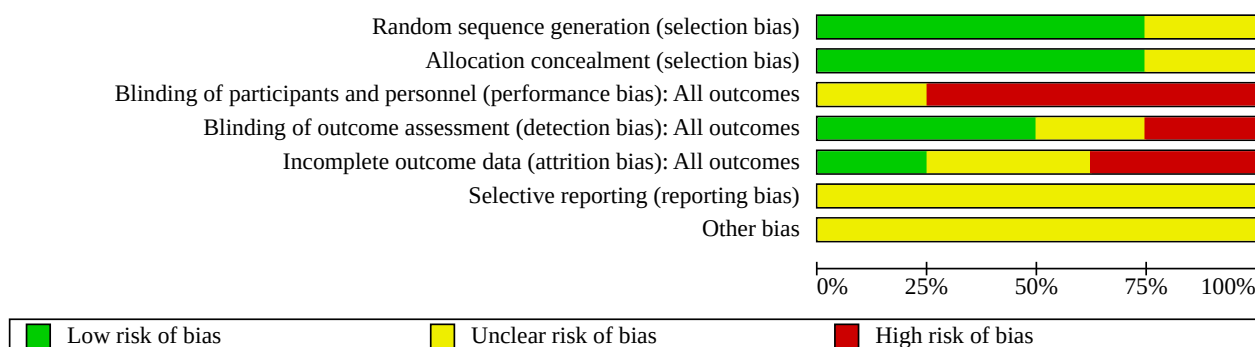 Random sequence generation (selection bias)
Allocation concealment (selection bias)
Blinding of participants and personnel (performance bias): All outcomes
Blinding of outcome assessment (detection bias): All outcomes
Incomplete outcome data (attrition bias): All outcomes
Selective reporting (reporting bias)
Other bias
0% 25% 50% 75% 100%
Low risk of bias Unclear risk of bias High risk of bias